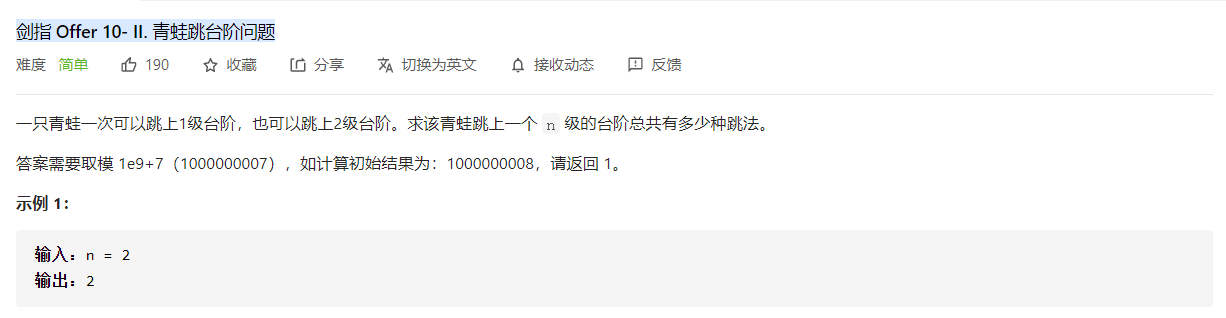 剑指 Offer 10- II. 青蛙跳台阶问题
难度 简单 190 收藏 分享 切换为英文 接收动态 反馈
一只青蛙一次可以跳上1级台阶，也可以跳上2级台阶。求该青蛙跳上一个 n 级的台阶总共有多少种跳法。
答案需要取模 1e9+7（1000000007），如计算初始结果为：1000000008，请返回 1。
示例 1：
输入：n = 2
输出：2